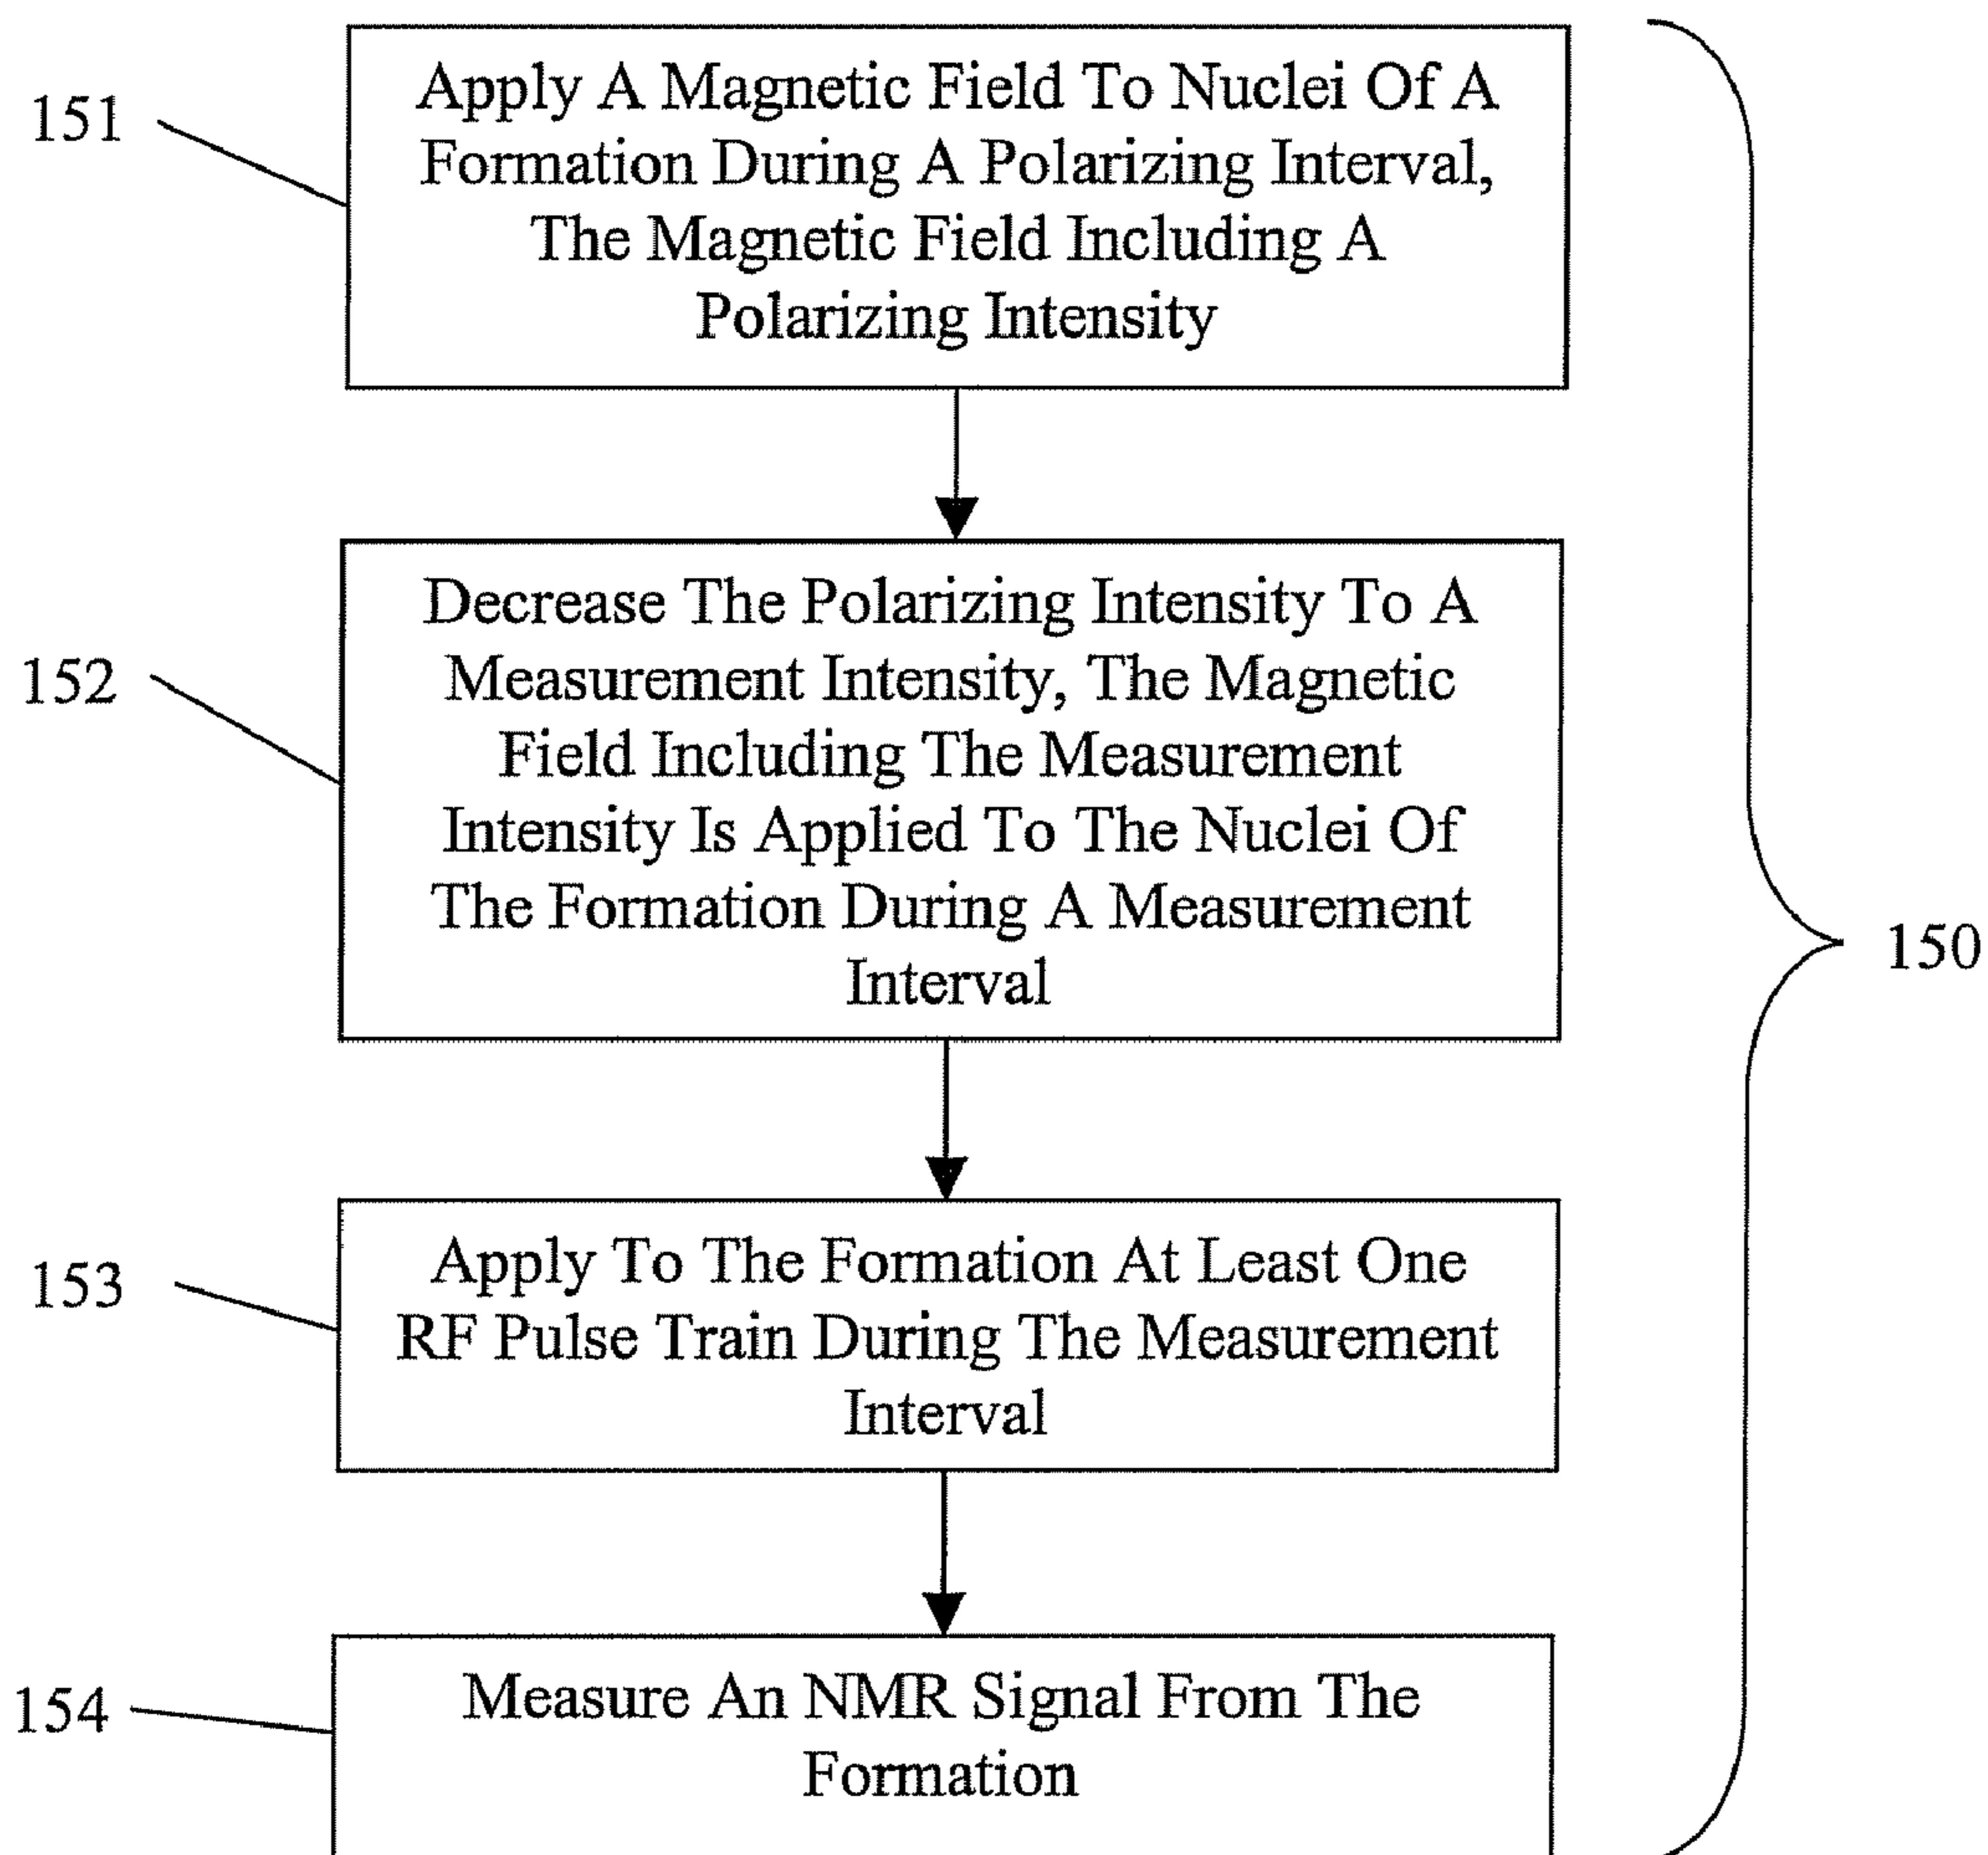 151
Apply A Magnetic Field To Nuclei Of A
Formation During A Polarizing Interval,
The Magnetic Field Including A
Polarizing Intensity
152
Decrease The Polarizing Intensity To A
Measurement Intensity, The Magnetic
Field Including The Measurement
Intensity Is Applied To The Nuclei Of
The Formation During A Measurement
Interval
150
153
Apply To The Formation At Least One
RF Pulse Train During The Measurement
Interval
154
Measure An NMR Signal From The
Formation